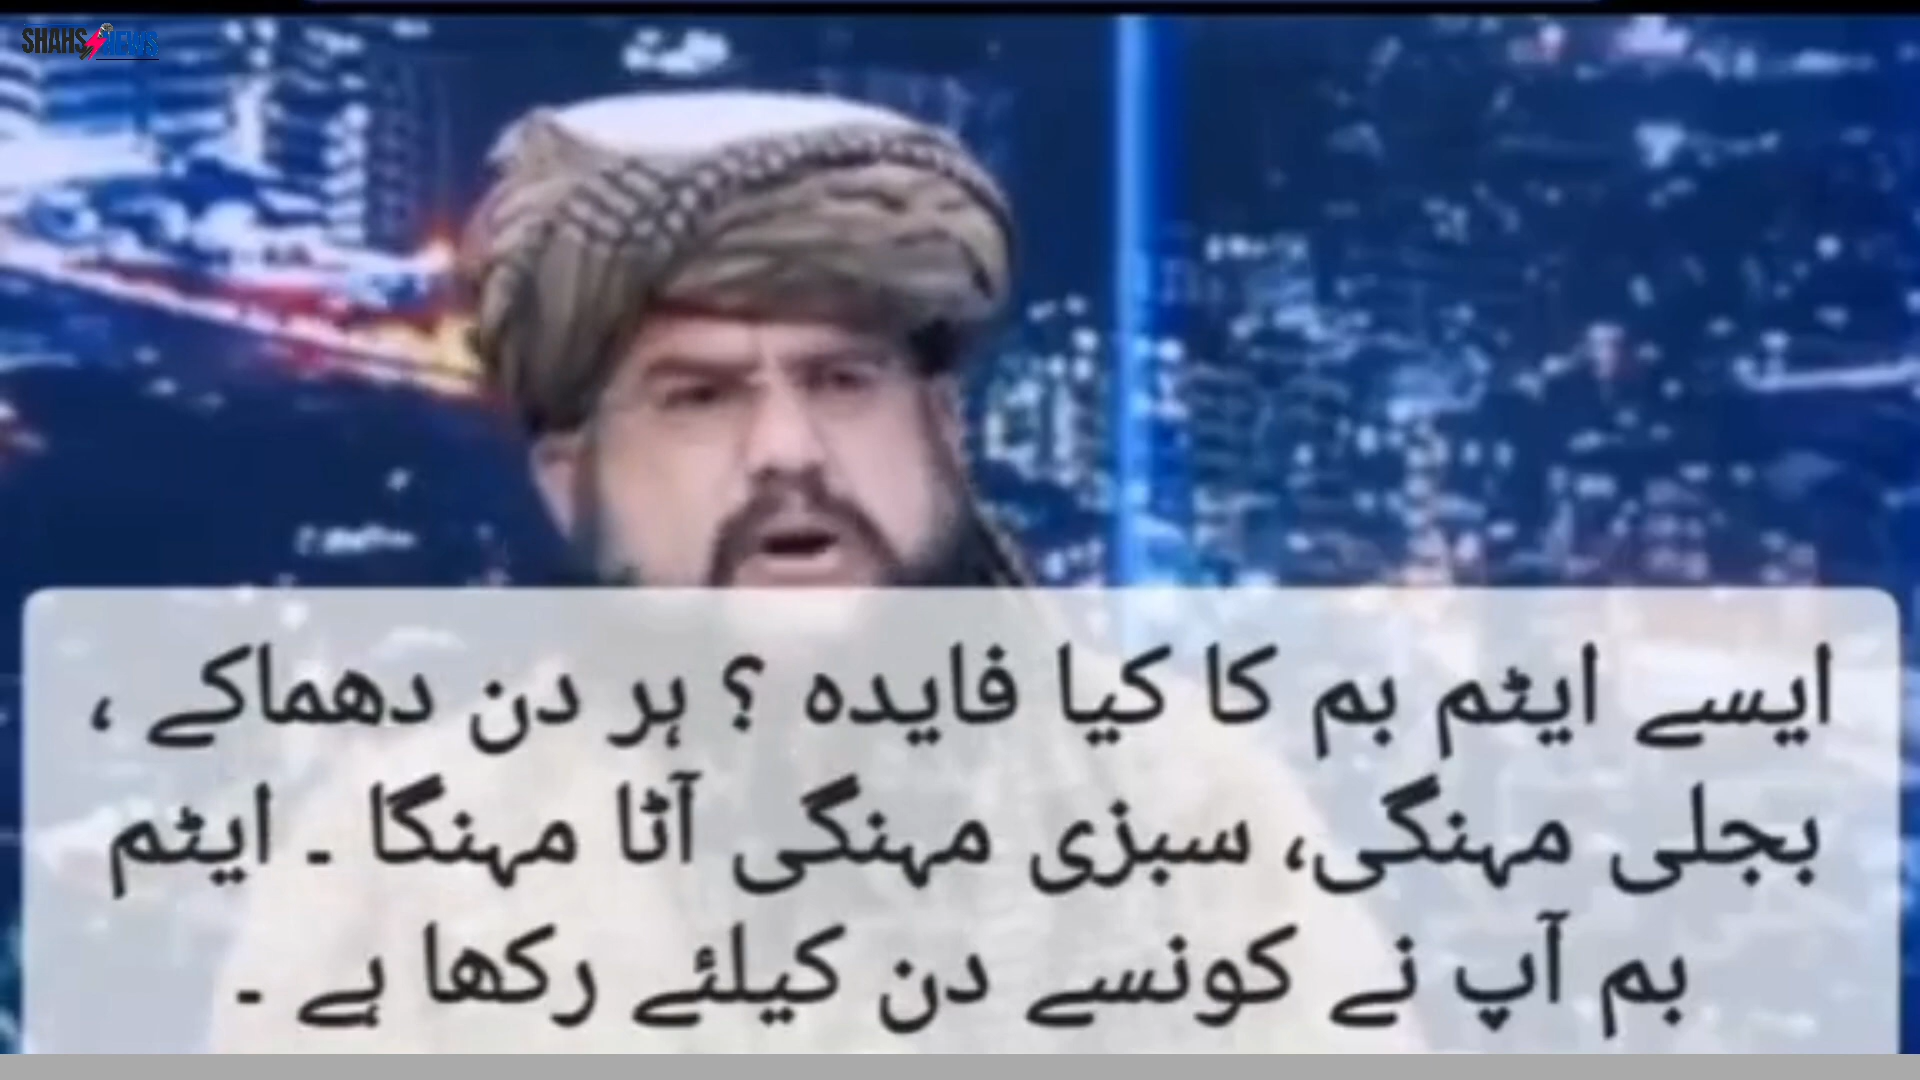 SHAHS NEWS
ایسے ایٹم بم کا کیا فایدہ ؟ ہر دن دھماکے ،
بجلی مہنگی، سبزی مہنگی آٹا مہنگا ۔ ایٹم
بم آپ نے کونسے دن کیلئے رکھا ہے ۔